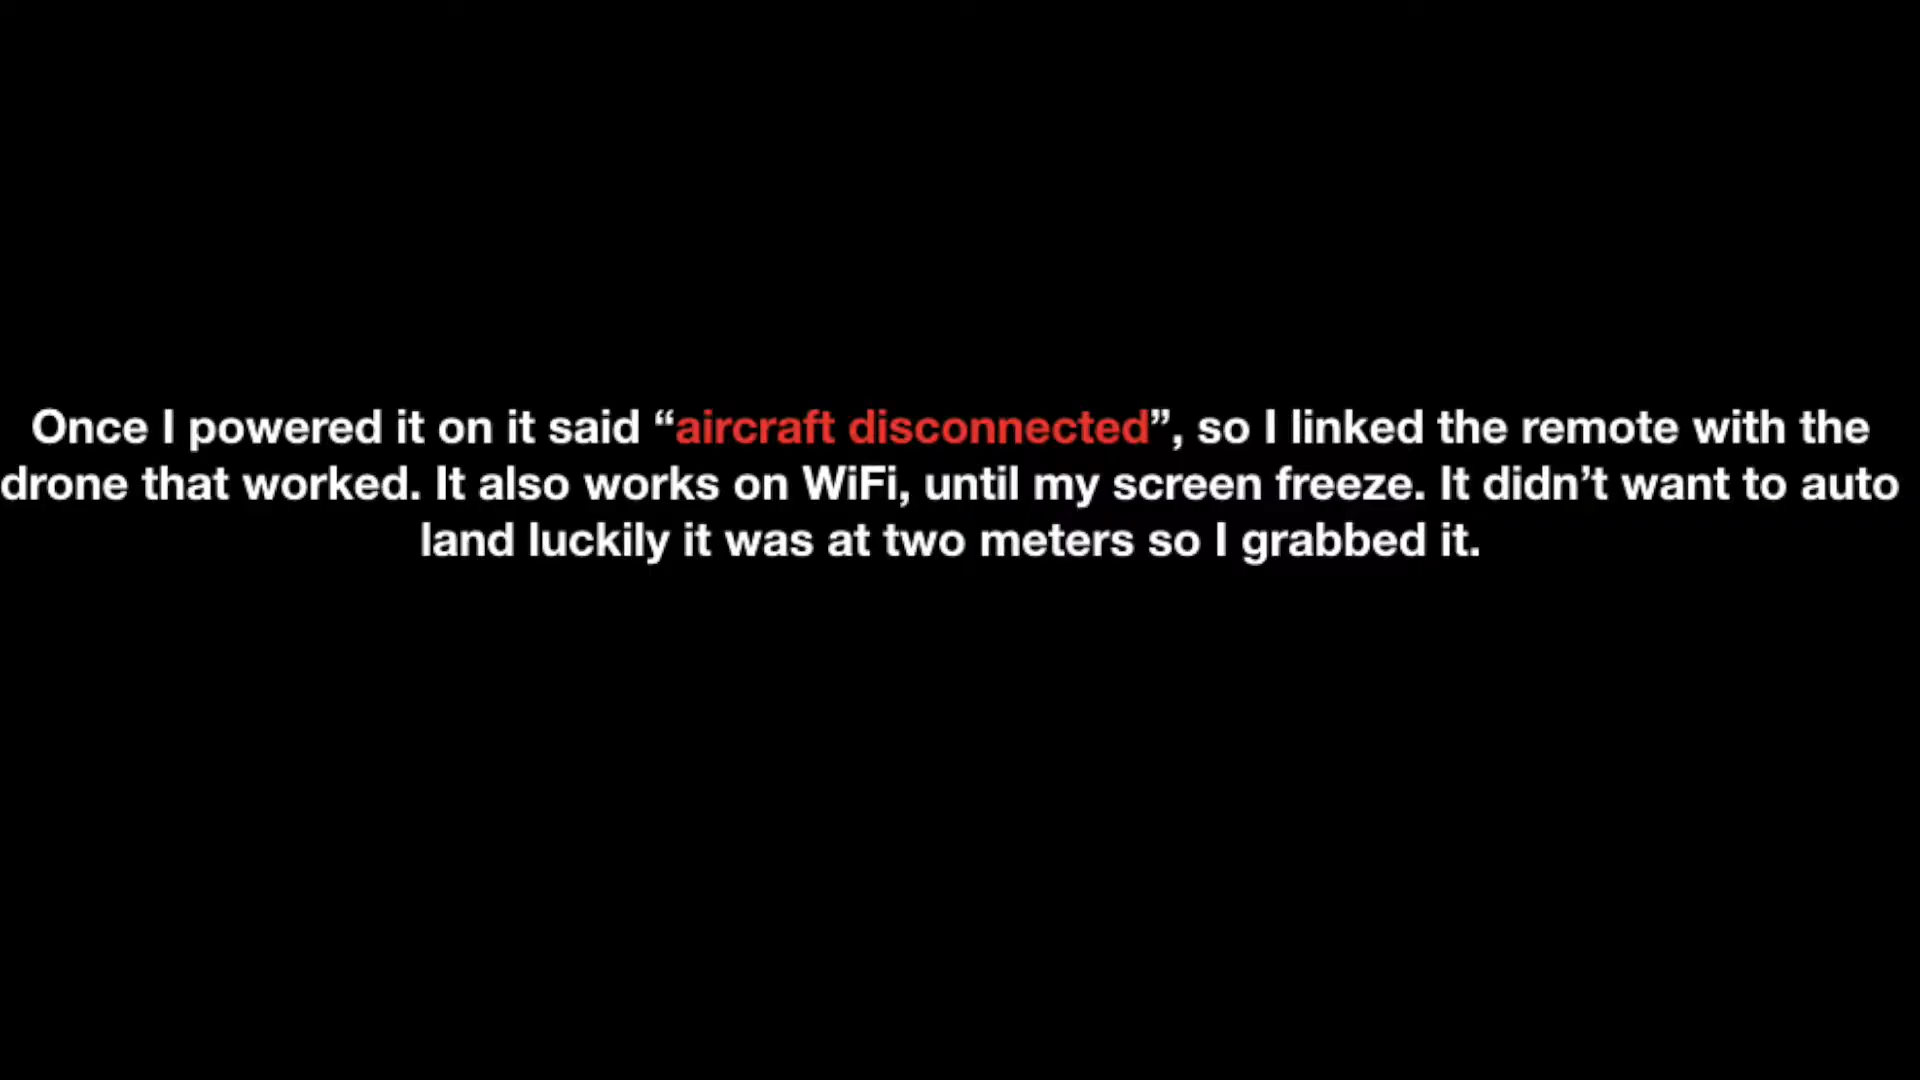 Once I powered it on it said “aircraft disconnected”, so I linked the remote with the
drone that worked. It also works on WiFi, until my screen freeze. It didn’t want to auto
land luckily it was at two meters so I grabbed it.